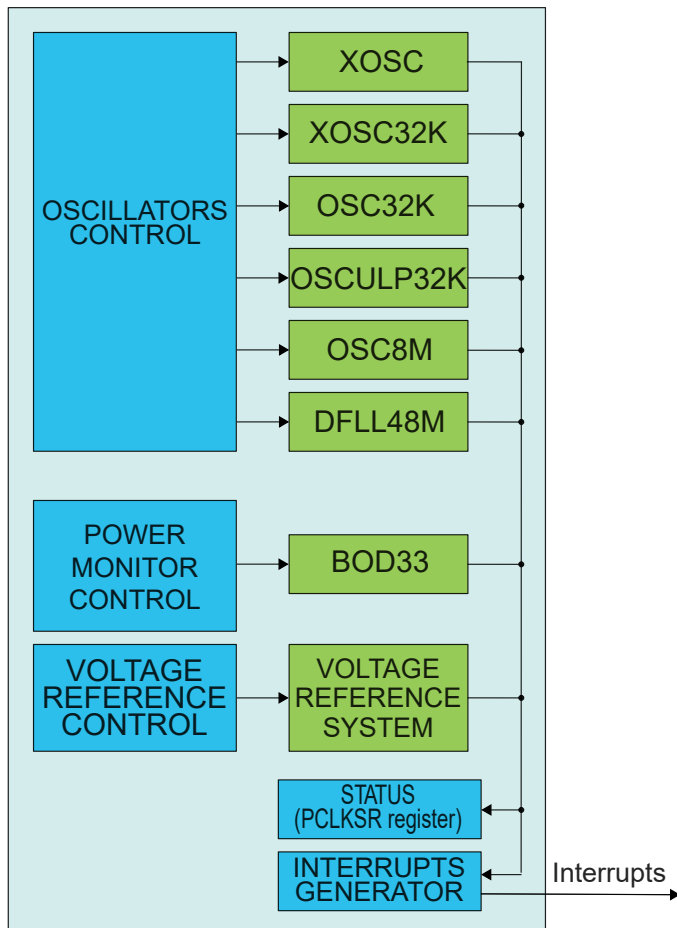 OSCILLATORS
CONTROL
XOSC
XOSC32K
OSC32K
OSCULP32K
OSC8M
DFLL48M
POWER
MONITOR
CONTROL
BOD33
VOLTAGE
REFERENCE
CONTROL
VOLTAGE
REFERENCE
SYSTEM
STATUS
(PCLKSR register)
INTERRUPTS
GENERATOR
Interrupts